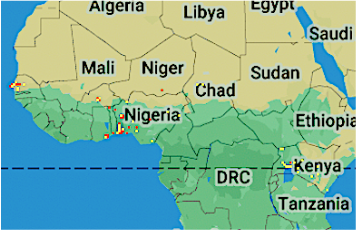 Algeria
Libya
Egypt
Saudi
Mali
Niger
Chad
Sudan
Nigeria
Ethiopia
DRC
Kenya
Tanzania